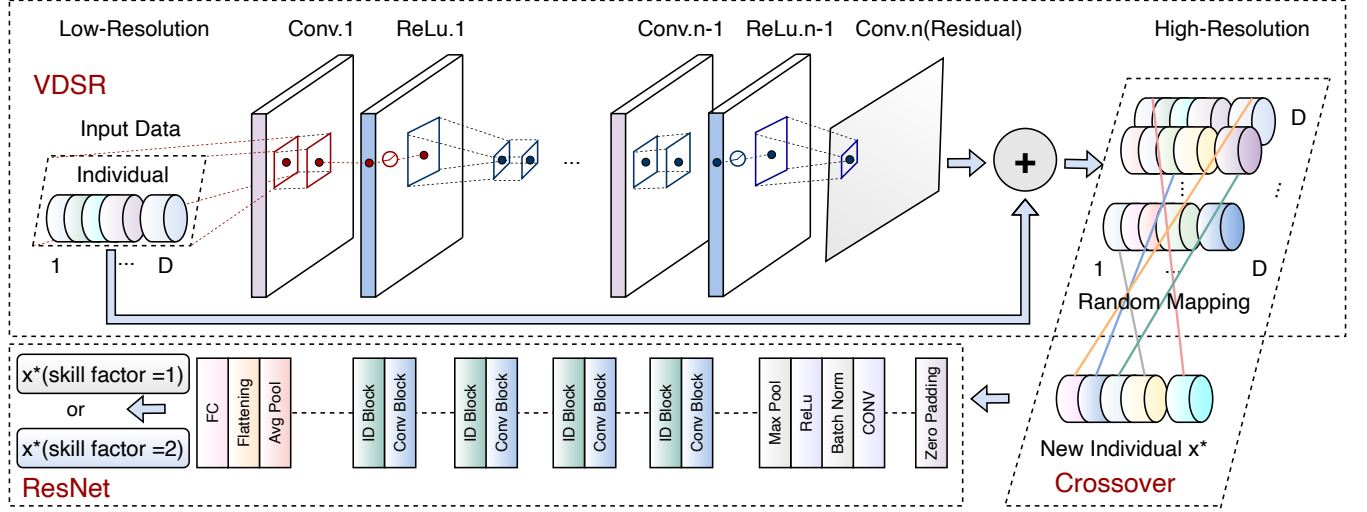 Low-Resolution
Conv.1
ReLu.1
Conv.n-1
ReLu.n-1
Conv.n(Residual)
High-Resolution
VDSR
Input Data
Individual
1
...
D
...
+
D
...
...
1
...
D
Random Mapping
x*(skill factor =1)
or
x*(skill factor =2)
FC
Flattening
Avg Pool
ID Block
Conv Block
ID Block
Conv Block
ID Block
Conv Block
ID Block
Conv Block
Max Pool
ReLu
Batch Norm
CONV
Zero Padding
ResNet
New Individual x*
Crossover